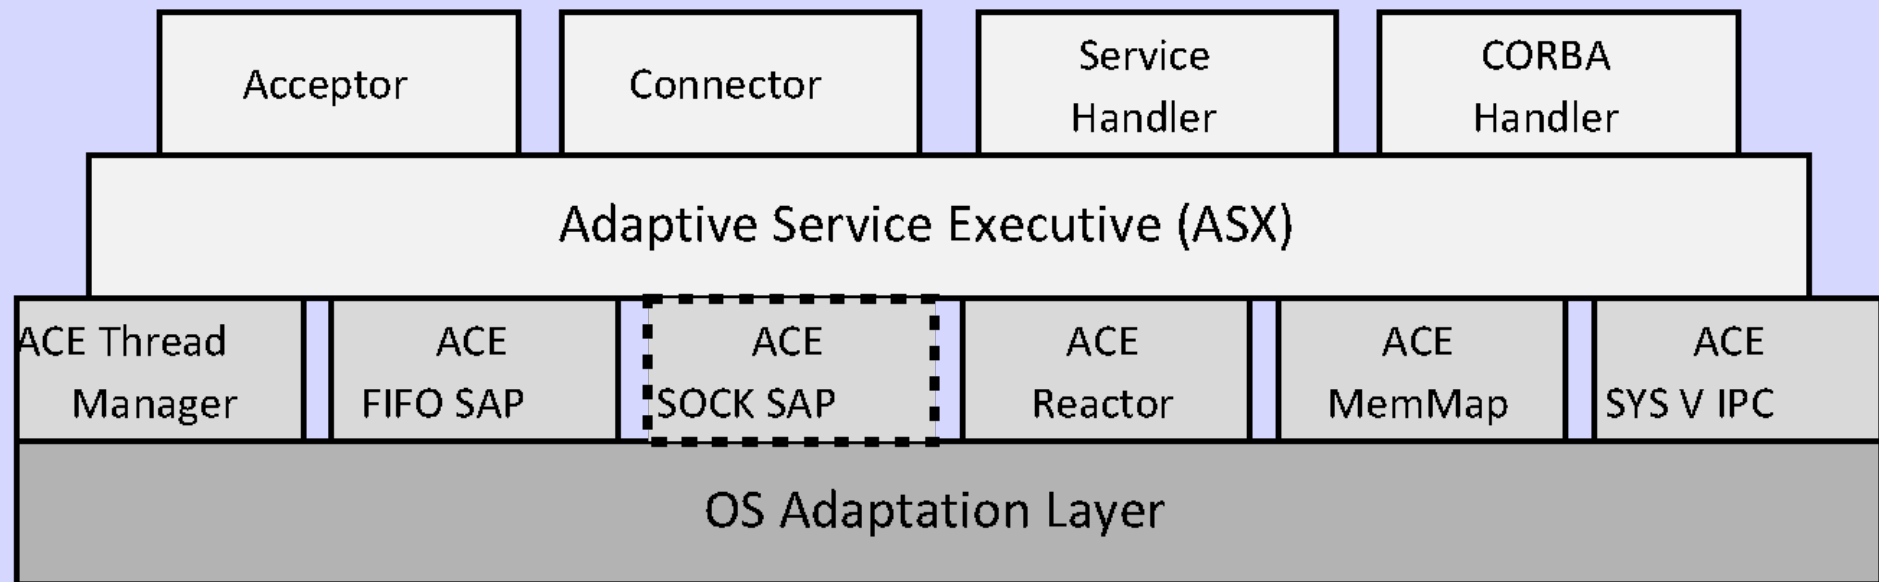 Acceptor
Connector
Service
Handler
CORBA
Handler
Adaptive Service Executive (ASX)
ACE Thread
Manager
ACE
FIFO SAP
ACE
SOCK SAP
ACE
Reactor
ACE
MemMap
ACE
SYS V IPC
OS Adaptation Layer